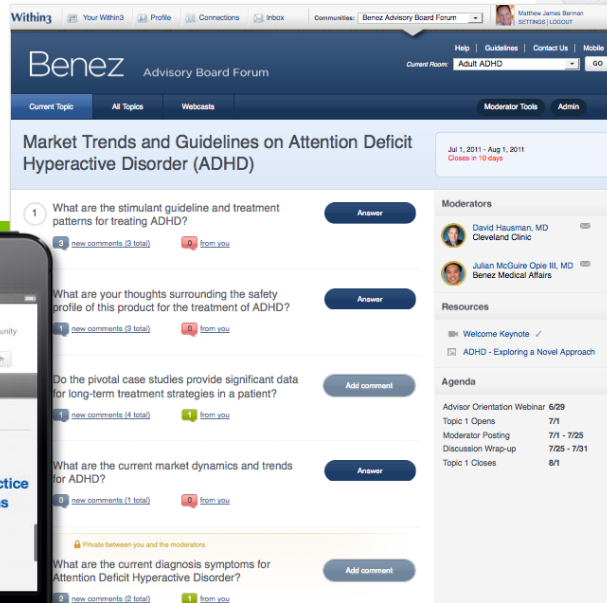 Within3 Your Within3 Profile Connections Inbox Communities: Benez Advisory Board Forum Matthew James Berman
SETTINGS | LOGOUT
Help | Guidelines | Contact Us | Mobile
Benez Advisory Board Forum
Current Room: Adult ADHD GO
Current Topic All Topics Webcasts Moderator Tools Admin
Market Trends and Guidelines on Attention Deficit
Hyperactive Disorder (ADHD)
Jul 1, 2011 - Aug 1, 2011
Closes in 10 days
1 What are the stimulant guideline and treatment
patterns for treating ADHD?
Answer
3 new comments (3 total) 0 from you
What are your thoughts surrounding the safety
profile of this product for the treatment of ADHD?
Answer
1 new comments (3 total) 0 from you
Do the pivotal case studies provide significant data
for long-term treatment strategies in a patient?
Add comment
1 new comments (4 total) 1 from you
What are the current market dynamics and trends
for ADHD?
Answer
0 new comments (1 total) 0 from you
Private between you and the moderators.
What are the current diagnosis symptoms for
Attention Deficit Hyperactive Disorder?
Add comment
2 new comments (2 total) 1 from you
Moderators
David Hausman, MD
Cleveland Clinic
Julian McGuire Opie III, MD
Benez Medical Affairs
Resources
Welcome Keynote ✓
ADHD - Exploring a Novel Approach
Agenda
Advisor Orientation Webinar 6/29
Topic 1 Opens 7/1
Moderator Posting 7/1 - 7/25
Discussion Wrap-up 7/25 - 7/31
Topic 1 Closes 8/1